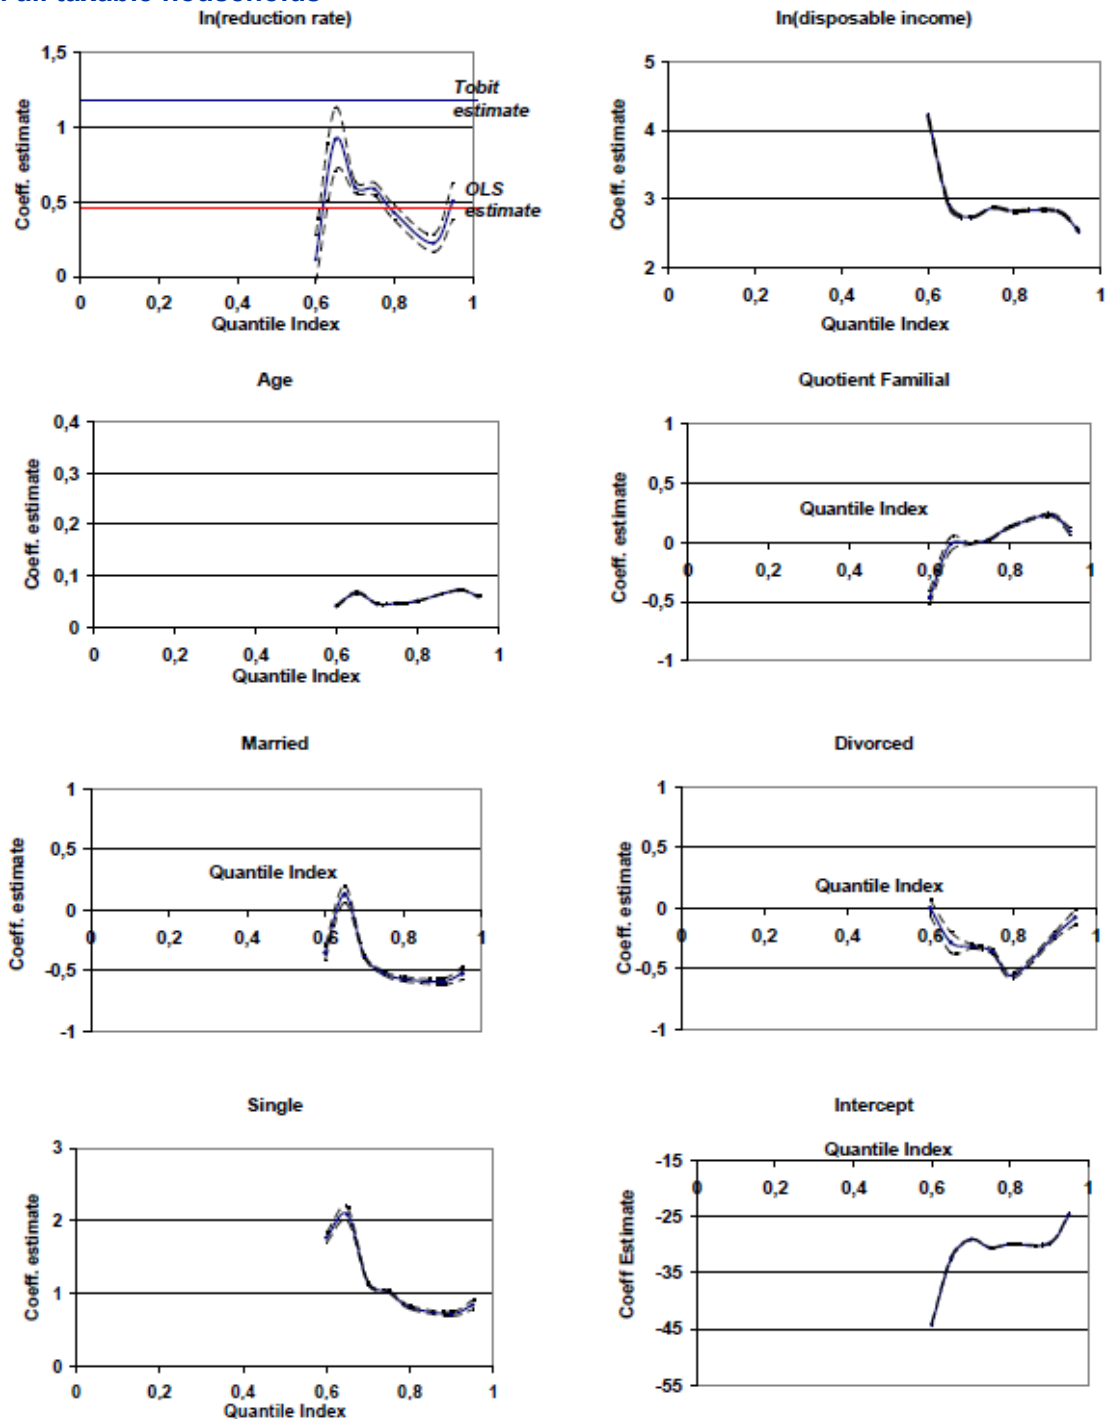 ln(reduction rate)
1,5
1
0,5
0
0 0,2 0,4 0,6 0,8 1
Coeff. estimate
Quantile Index
Tobit
estimate
OLS
estimate
ln(disposable income)
5
4
3
2
0 0,2 0,4 0,6 0,8 1
Coeff. estimate
Quantile Index
Age
0,4
0,3
0,2
0,1
0
0 0,2 0,4 0,6 0,8 1
Coeff. estimate
Quantile Index
Quotient Familial
1
0,5
0
-0,5
-1
0 0,2 0,4 0,6 0,8 1
Coeff. estimate
Quantile Index
Married
1
0,5
0
-0,5
-1
0 0,2 0,4 0,6 0,8 1
Coeff. estimate
Quantile Index
Divorced
1
0,5
0
-0,5
-1
0 0,2 0,4 0,6 0,8 1
Coeff. estimate
Quantile Index
Single
3
2
1
0
0 0,2 0,4 0,6 0,8 1
Coeff. estimate
Quantile Index
Intercept
Quantile Index
-15
-25
-35
-45
-55
0 0,2 0,4 0,6 0,8 1
Coeff Estimate